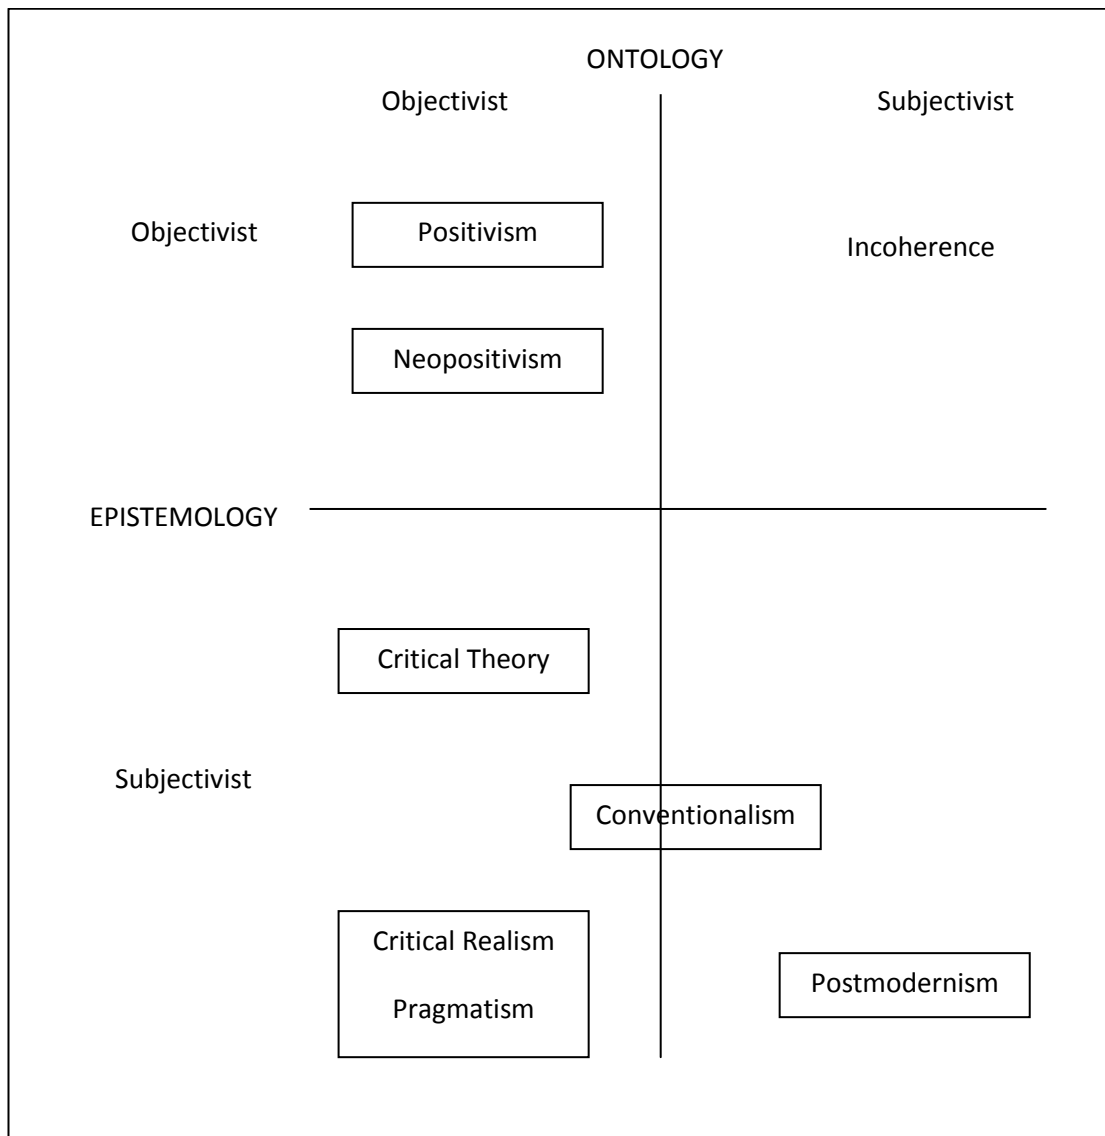 ONTOLOGY
Objectivist
Subjectivist
Objectivist
Positivism
Incoherence
Neopositivism
EPISTEMOLOGY
Critical Theory
Subjectivist
Conventionalism
Critical Realism
Pragmatism
Postmodernism